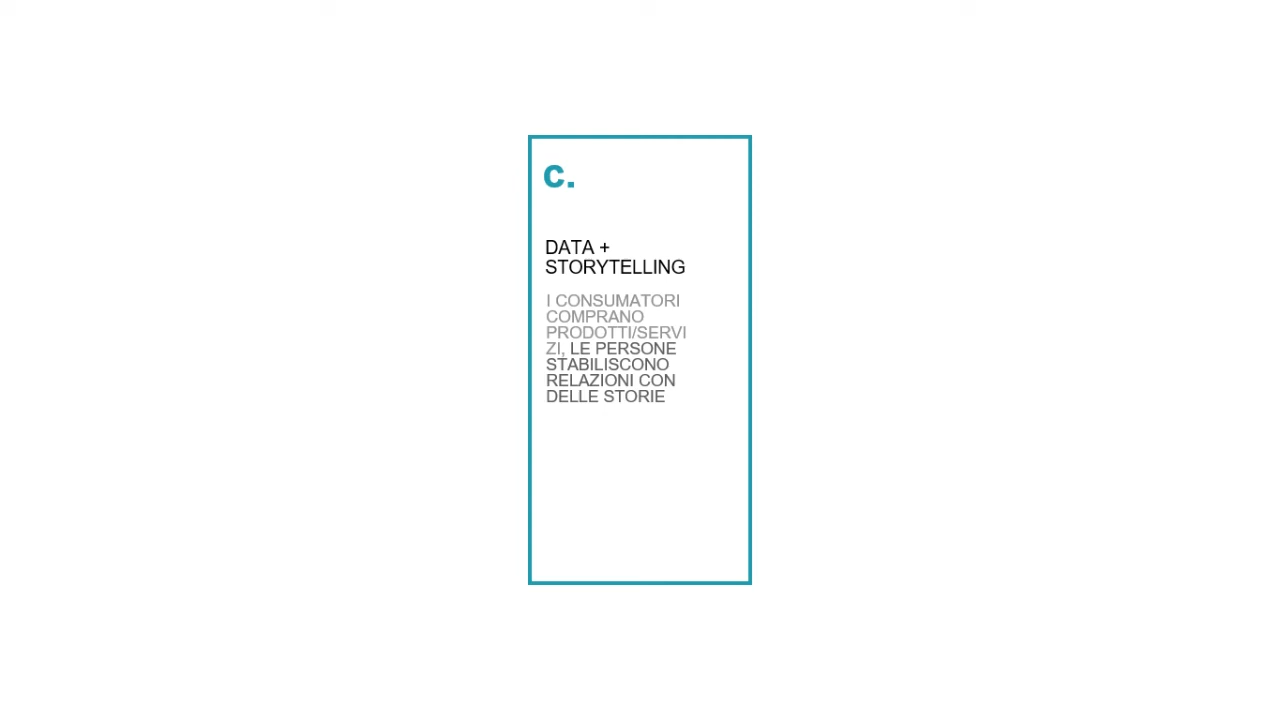 c.
DATA +
STORYTELLING
I CONSUMATORI
COMPRANO
PRODOTTI/SERVI
ZI, LE PERSONE
STABILISCONO
RELAZIONI CON
DELLE STORIE